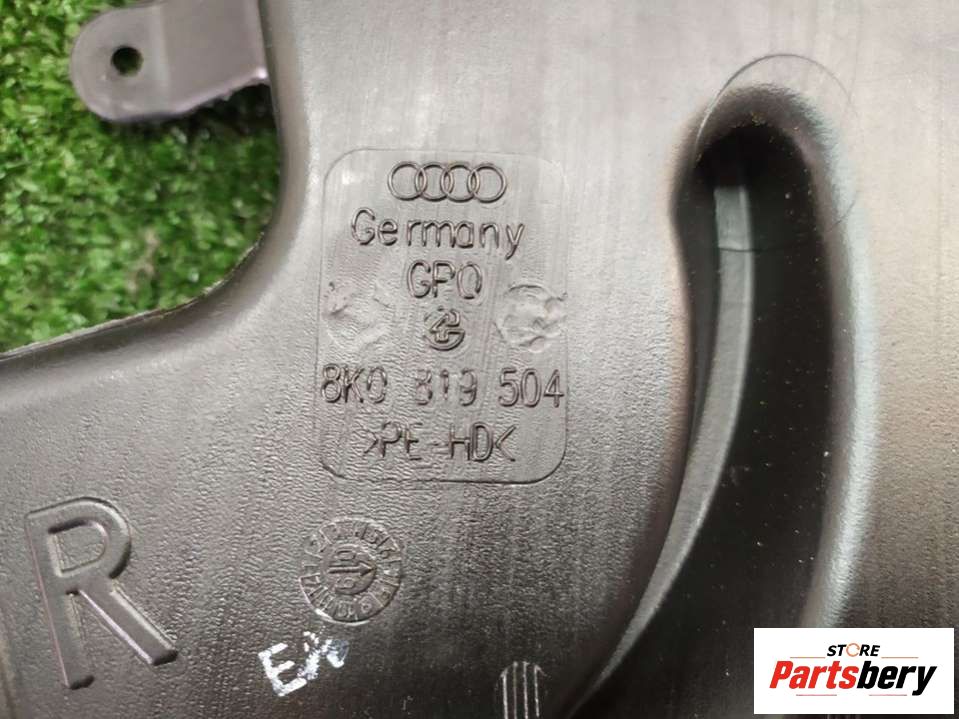 Germany
GPO
8K0 819 504
>PE-HD<
R
STORE
Partsbery